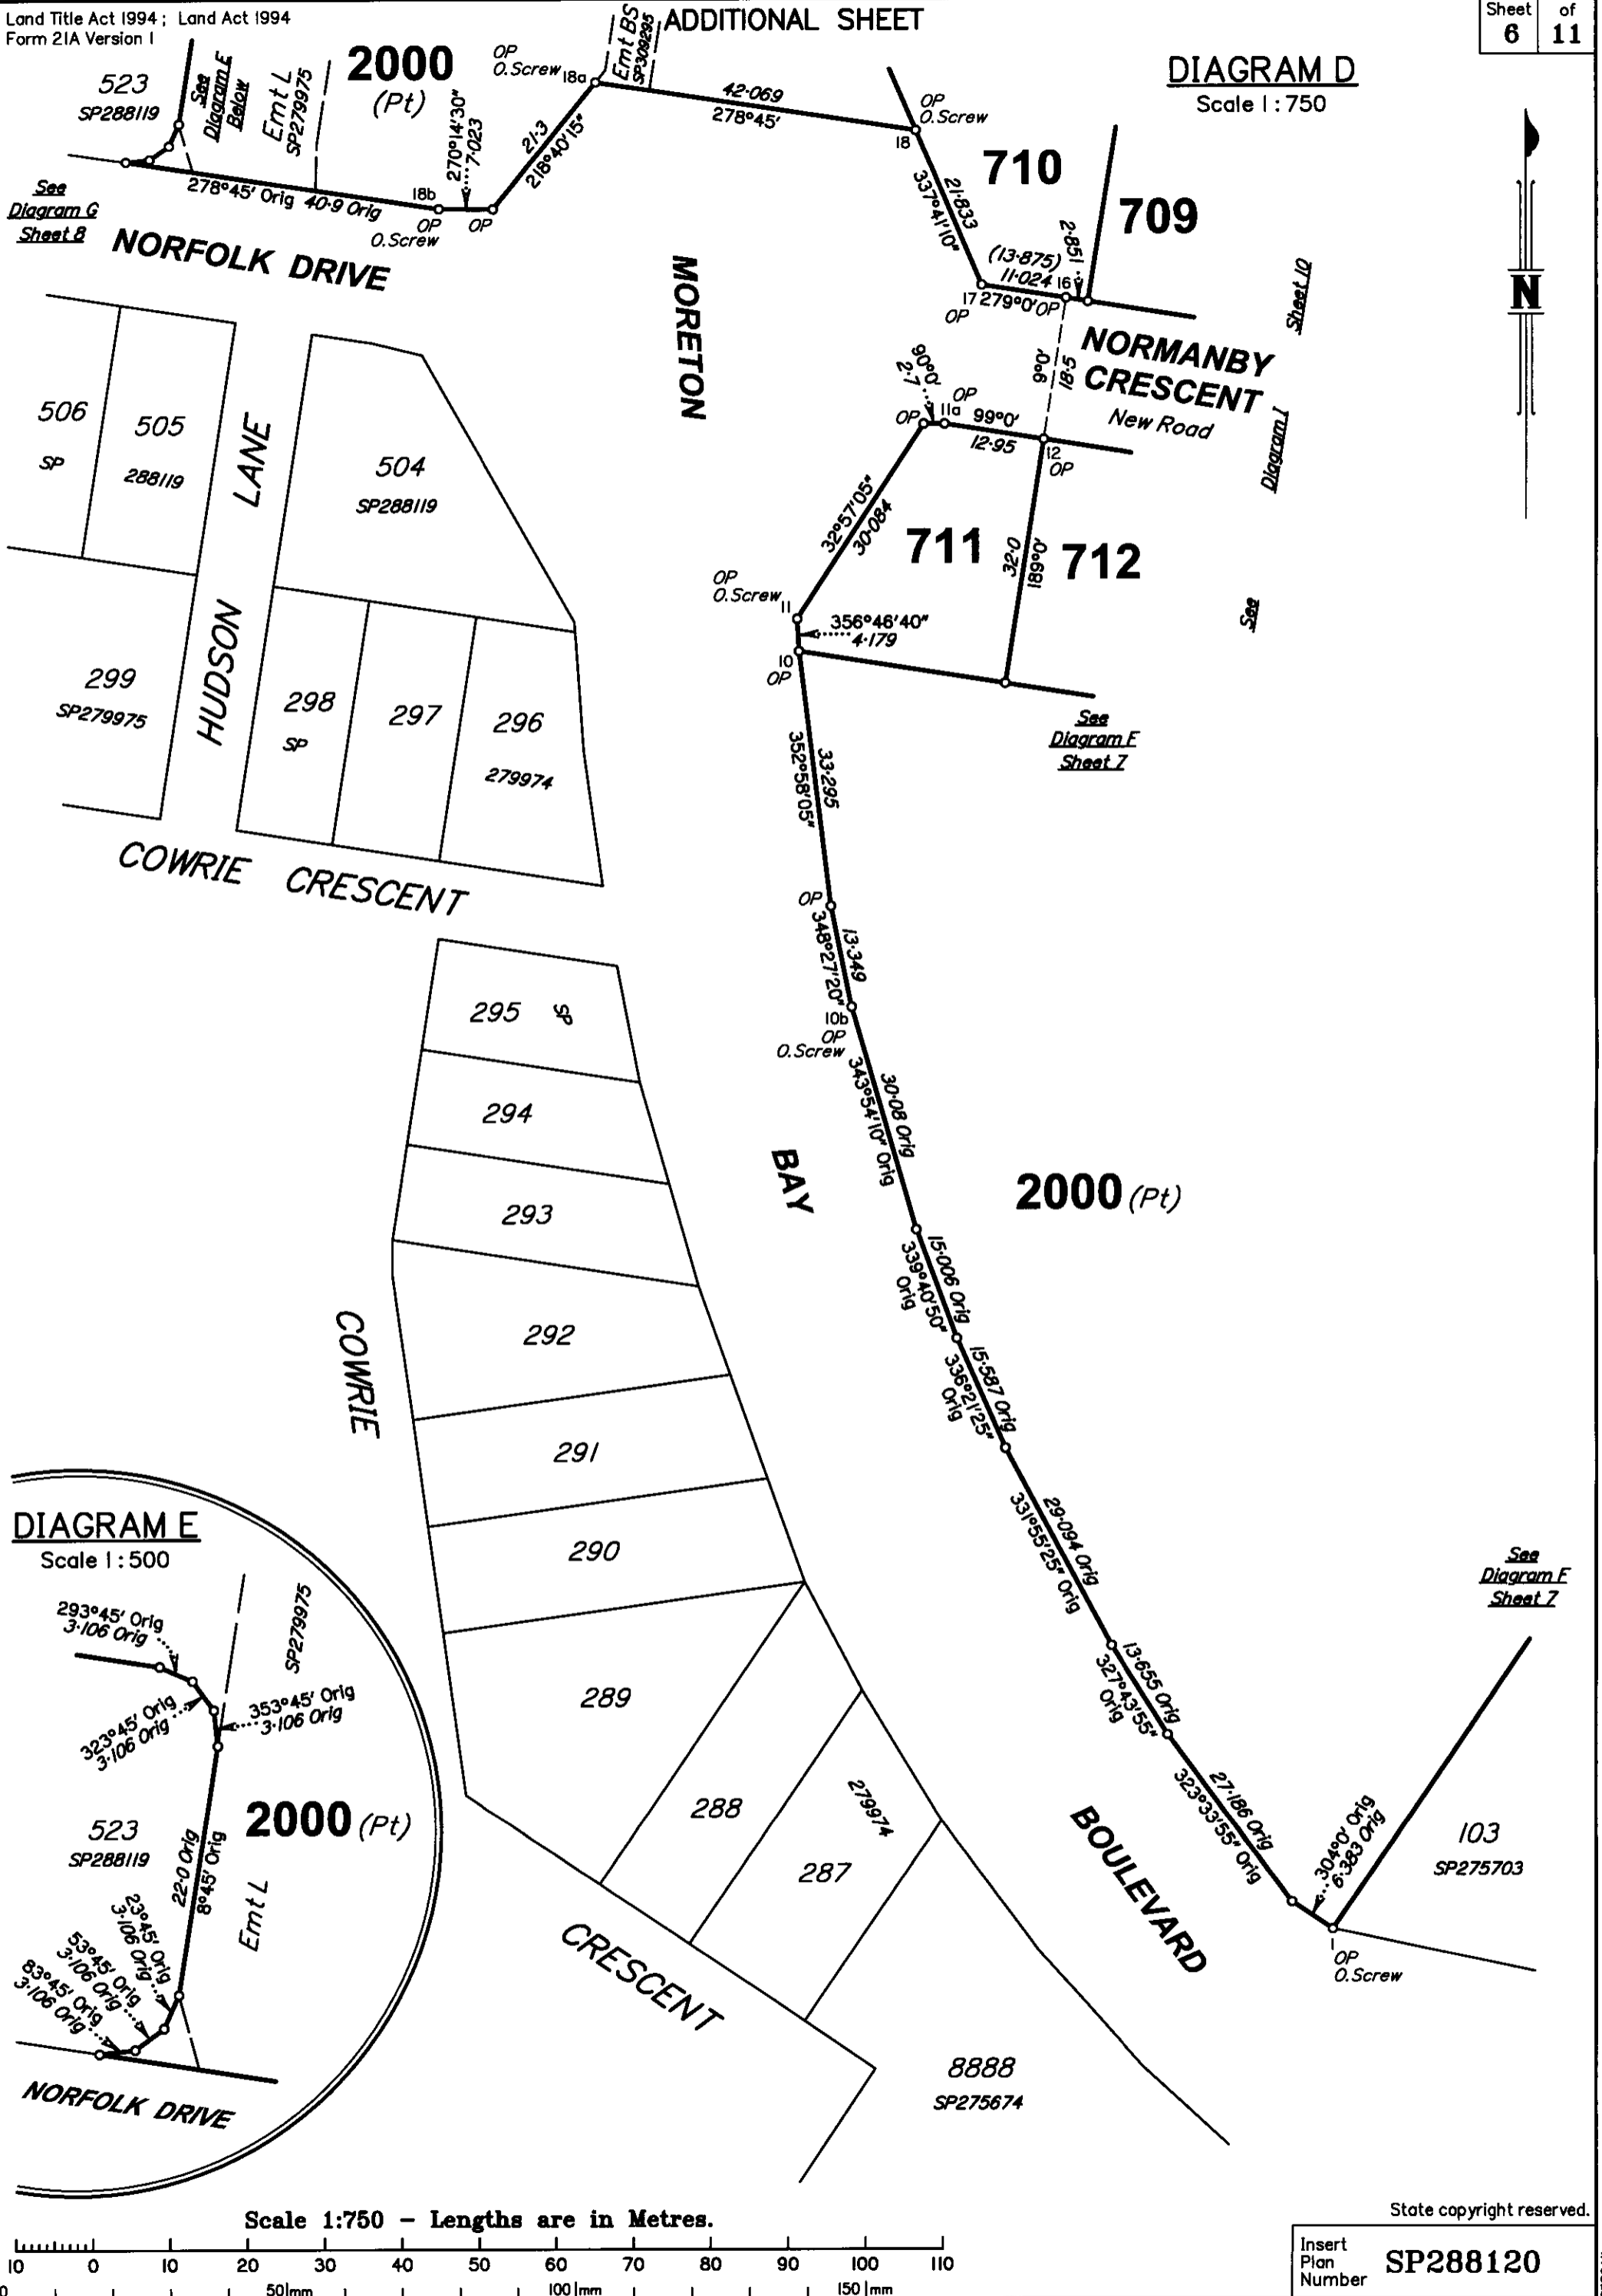 Land Title Act 1994 ; Land Act 1994
Form 21A Version 1
ADDITIONAL SHEET
Sheet 6 of 11
DIAGRAM D
Scale 1:750
523
SP288119
See
Diagram E
Below
Emt L
SP279975
2000
(Pt)
OP
O.Screw
18a
Emt BS
SP309295
42·069
278°45'
OP
O.Screw
18
270°14'30"
7·023
21·3
218°40'15"
278°45' Orig 40·9 Orig
18b
OP
O.Screw
OP
See
Diagram G
Sheet 8
NORFOLK DRIVE
710
709
21·833
337°41'10"
2·851
(13·875)
11·024
16
17
279°0'
OP
OP
N
Sheet 10
Diagram I
See
NORMANBY
CRESCENT
New Road
9°0'
18·5
MORETON
90°0'
2·7
OP
OP
11a
99°0'
12·95
12
OP
506
SP
505
288119
HUDSON LANE
504
SP288119
32°57'05"
30·084
711
32·0
189°0'
712
OP
O.Screw
11
356°46'40"
4·179
10
OP
See
Diagram F
Sheet 7
299
SP279975
298
SP
297
296
279974
352°58'05"
33·295
COWRIE CRESCENT
OP
348°27'20"
13·349
10b
OP
O.Screw
295
SP
294
293
292
291
290
289
288
287
279974
343°54'10" Orig
30·08 Orig
BAY
2000 (Pt)
339°40'50"
Orig
15·006 Orig
336°21'25"
Orig
15·587 Orig
COWRIE
331°55'25" Orig
29·094 Orig
327°43'55"
Orig
13·655 Orig
323°33'55" Orig
27·186 Orig
304°0' Orig
6·383 Orig
See
Diagram F
Sheet 7
103
SP275703
1
OP
O.Screw
BOULEVARD
CRESCENT
8888
SP275674
DIAGRAM E
Scale 1:500
293°45' Orig
3·106 Orig
SP279975
323°45' Orig
3·106 Orig
353°45' Orig
3·106 Orig
523
SP288119
2000 (Pt)
22·0 Orig
8°45' Orig
Emt L
23°45' Orig
3·106 Orig
53°45' Orig
3·106 Orig
83°45' Orig
3·106 Orig
NORFOLK DRIVE
Scale 1:750 – Lengths are in Metres.
10 0 10 20 30 40 50 60 70 80 90 100 110
50 mm 100 mm 150 mm
State copyright reserved.
Insert
Plan
Number
SP288120